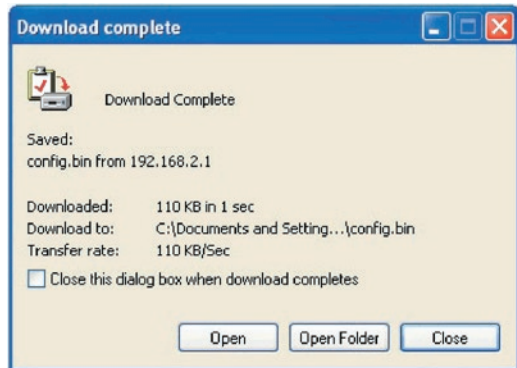 Download complete
Download Complete
Saved:
config.bin from 192.168.2.1
Downloaded: 110 KB in 1 sec
Download to: C:\Documents and Setting...\config.bin
Transfer rate: 110 KB/Sec
Close this dialog box when download completes
Open Open Folder Close